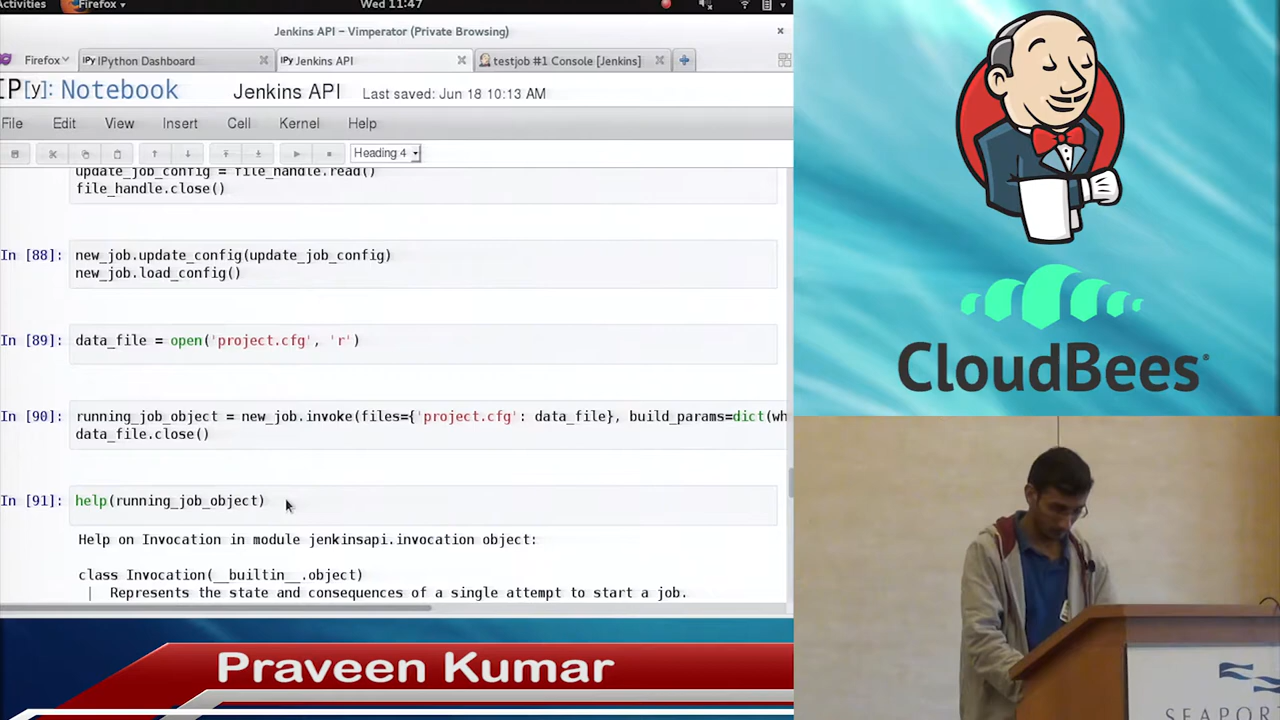 Activities
Firefox
Wed 11:47
Jenkins API – Vimperator (Private Browsing)
Firefox
IPython Dashboard
Jenkins API
testjob #1 Console [Jenkins]
IP[y]: Notebook
Jenkins API
Last saved: Jun 18 10:13 AM
File
Edit
View
Insert
Cell
Kernel
Help
Heading 4
update_job_config = file_handle.read()
file_handle.close()
In [88]:
new_job.update_config(update_job_config)
new_job.load_config()
In [89]:
data_file = open('project.cfg', 'r')
In [90]:
running_job_object = new_job.invoke(files={'project.cfg': data_file}, build_params=dict(wh
data_file.close()
In [91]:
help(running_job_object)
Help on Invocation in module jenkinsapi.invocation object:
class Invocation(__builtin__.object)
| Represents the state and consequences of a single attempt to start a job.
CloudBees®
Praveen Kumar
SEAPOR